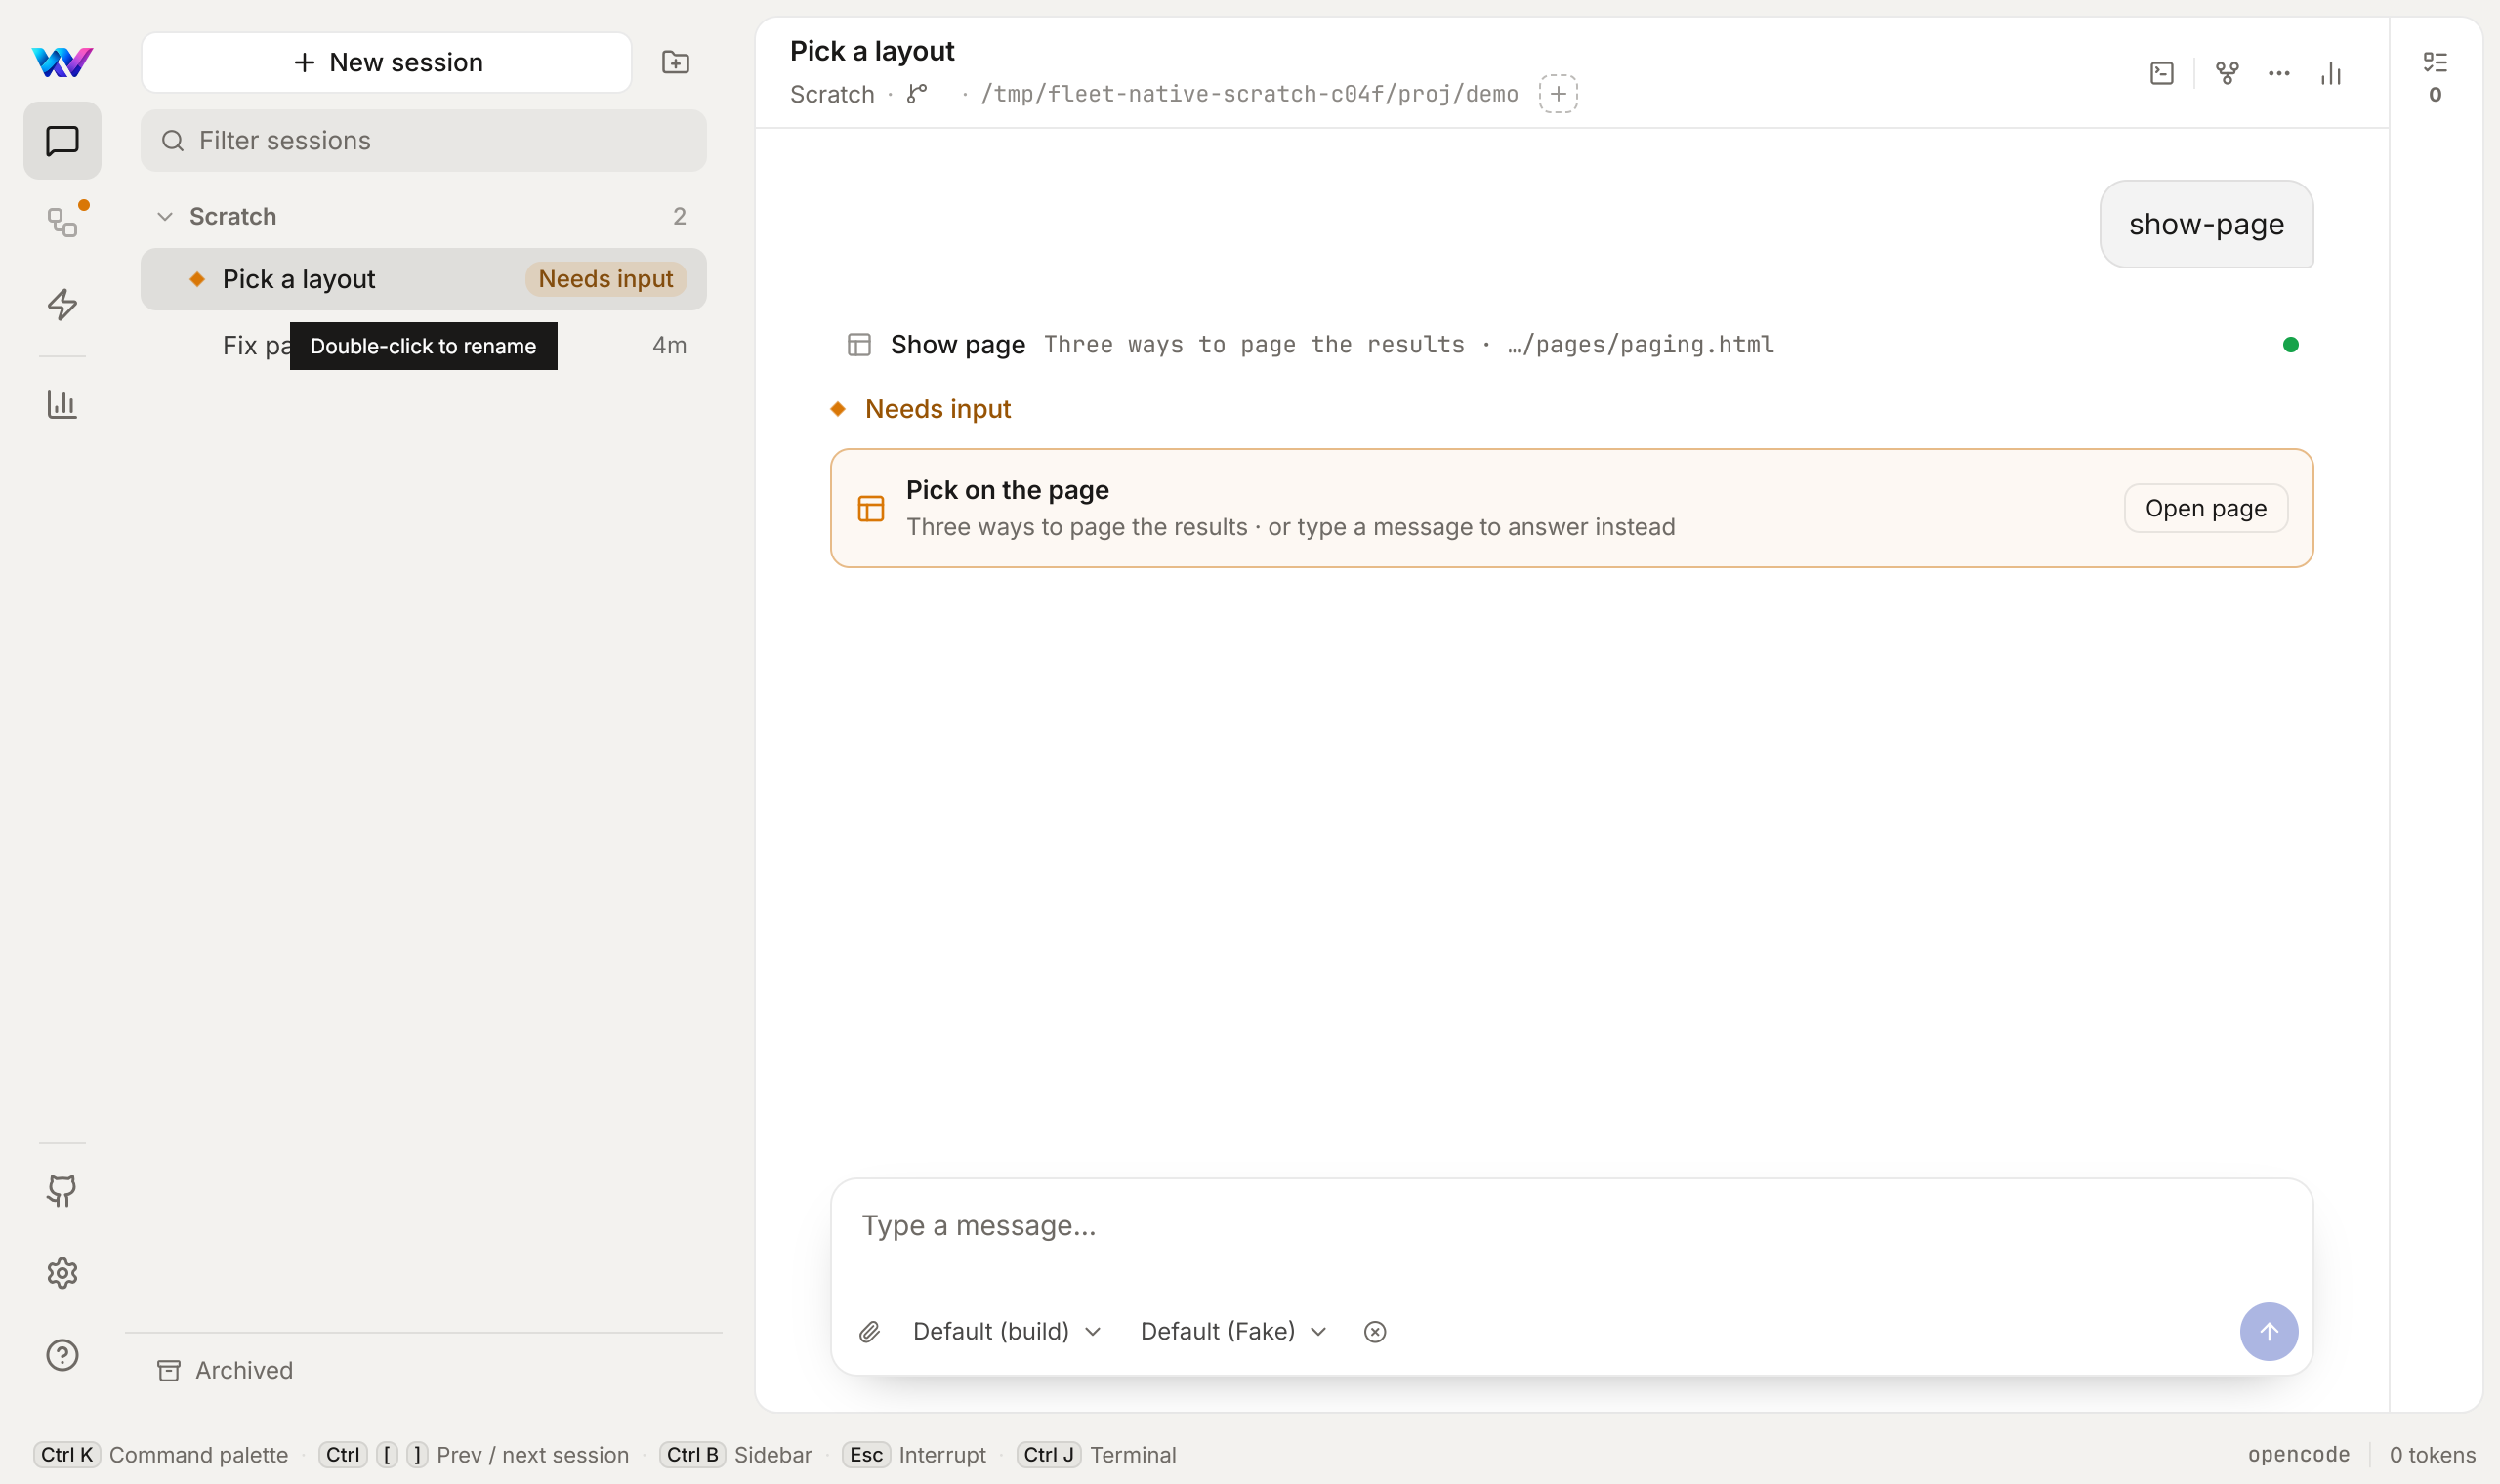 New session
Filter sessions
Scratch 2
Pick a layout Needs input
Fix pa 4m
Double-click to rename
Archived
Pick a layout
Scratch · · /tmp/fleet-native-scratch-c04f/proj/demo
0
show-page
Show page Three ways to page the results · …/pages/paging.html
Needs input
Pick on the page
Three ways to page the results · or type a message to answer instead
Open page
Type a message...
Default (build) Default (Fake)
Ctrl K Command palette · Ctrl [ ] Prev / next session · Ctrl B Sidebar · Esc Interrupt · Ctrl J Terminal
opencode 0 tokens